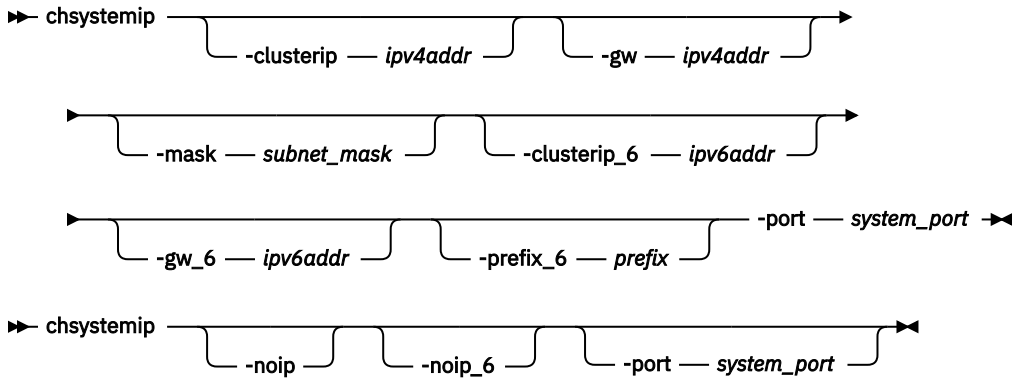 chsystemip
-clusterip ipv4addr -gw ipv4addr
-mask subnet_mask -clusterip_6 ipv6addr
-port system_port
-gw_6 ipv6addr -prefix_6 prefix
chsystemip
-noip -noip_6 -port system_port